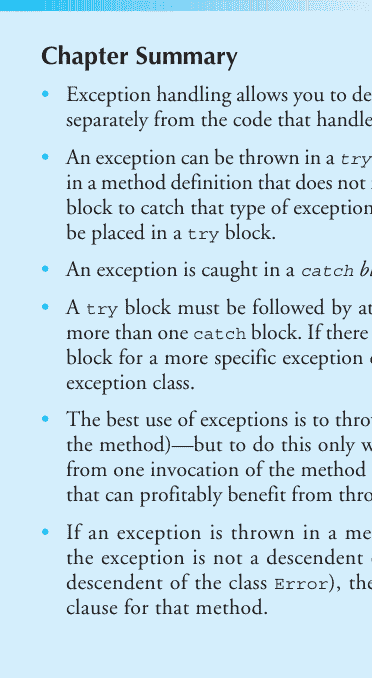 Chapter Summary
• Exception handling allows you to de
separately from the code that handle
• An exception can be thrown in a try
in a method definition that does not
block to catch that type of exception
be placed in a try block.
• An exception is caught in a catch bl
• A try block must be followed by at
more than one catch block. If there
block for a more specific exception
exception class.
• The best use of exceptions is to thro
the method)—but to do this only w
from one invocation of the method
that can profitably benefit from thro
• If an exception is thrown in a me
the exception is not a descendent
descendent of the class Error), the
clause for that method.